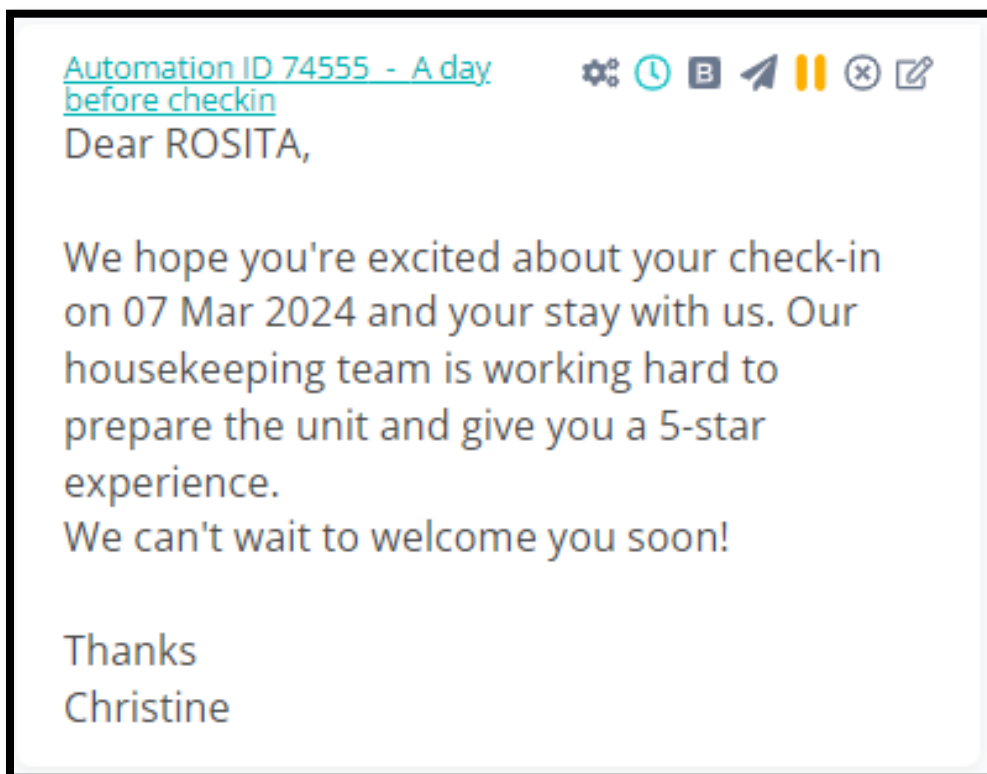 Automation ID 74555 - A day
before checkin
B
Dear ROSITA,
We hope you're excited about your check-in
on 07 Mar 2024 and your stay with us. Our
housekeeping team is working hard to
prepare the unit and give you a 5-star
experience.
We can't wait to welcome you soon!
Thanks
Christine